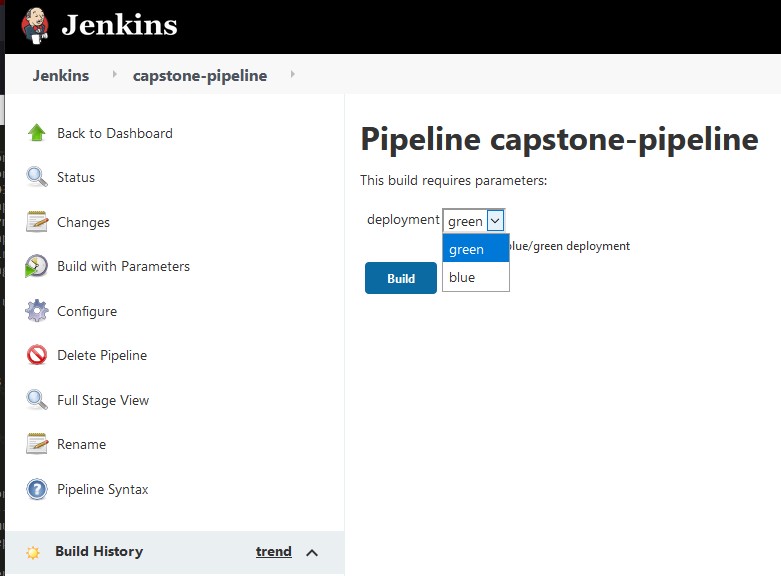 Jenkins
Jenkins
capstone-pipeline
Back to Dashboard
Status
Changes
Build with Parameters
Configure
Delete Pipeline
Full Stage View
Rename
Pipeline Syntax
Build History
trend
Pipeline capstone-pipeline
This build requires parameters:
deployment green
green
blue
/green deployment
Build